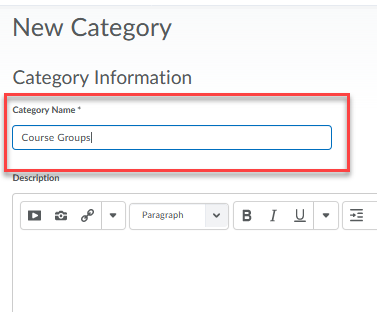 New Category
Category Information
Category Name *
Course Groups
Description
Paragraph
B I U